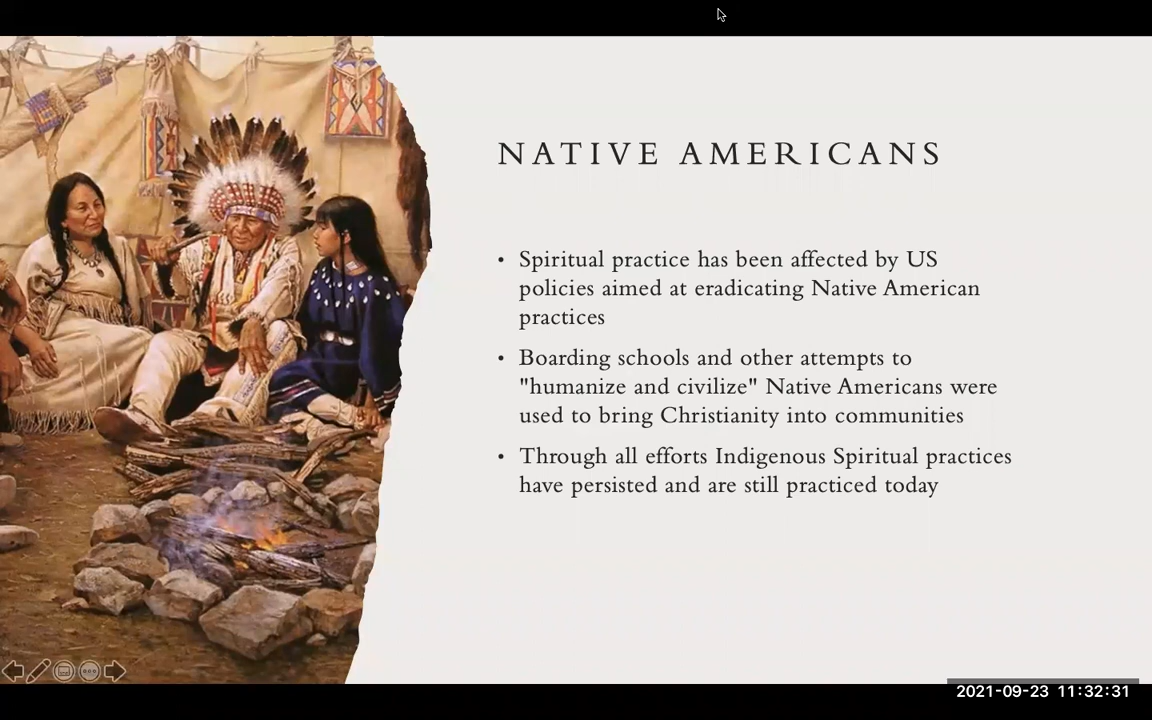 NATIVE AMERICANS
• Spiritual practice has been affected by US
policies aimed at eradicating Native American
practices
• Boarding schools and other attempts to
"humanize and civilize" Native Americans were
used to bring Christianity into communities
• Through all efforts Indigenous Spiritual practices
have persisted and are still practiced today
2021-09-23 11:32:31